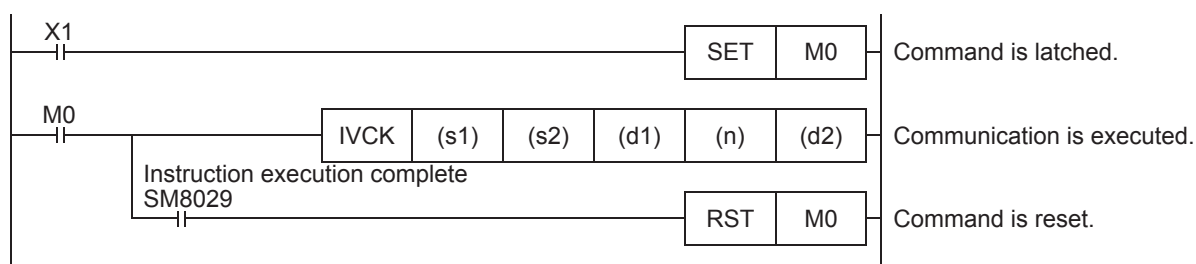 X1
SET M0 Command is latched.
M0
IVCK (s1) (s2) (d1) (n) (d2) Communication is executed.
Instruction execution complete
SM8029
RST M0 Command is reset.